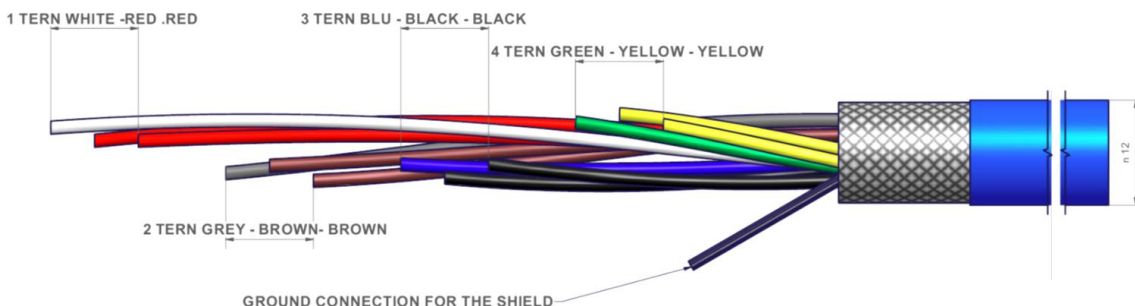 1 TERN WHITE -RED .RED
3 TERN BLU - BLACK - BLACK
4 TERN GREEN - YELLOW - YELLOW
n 12
2 TERN GREY - BROWN- BROWN
GROUND CONNECTION FOR THE SHIELD